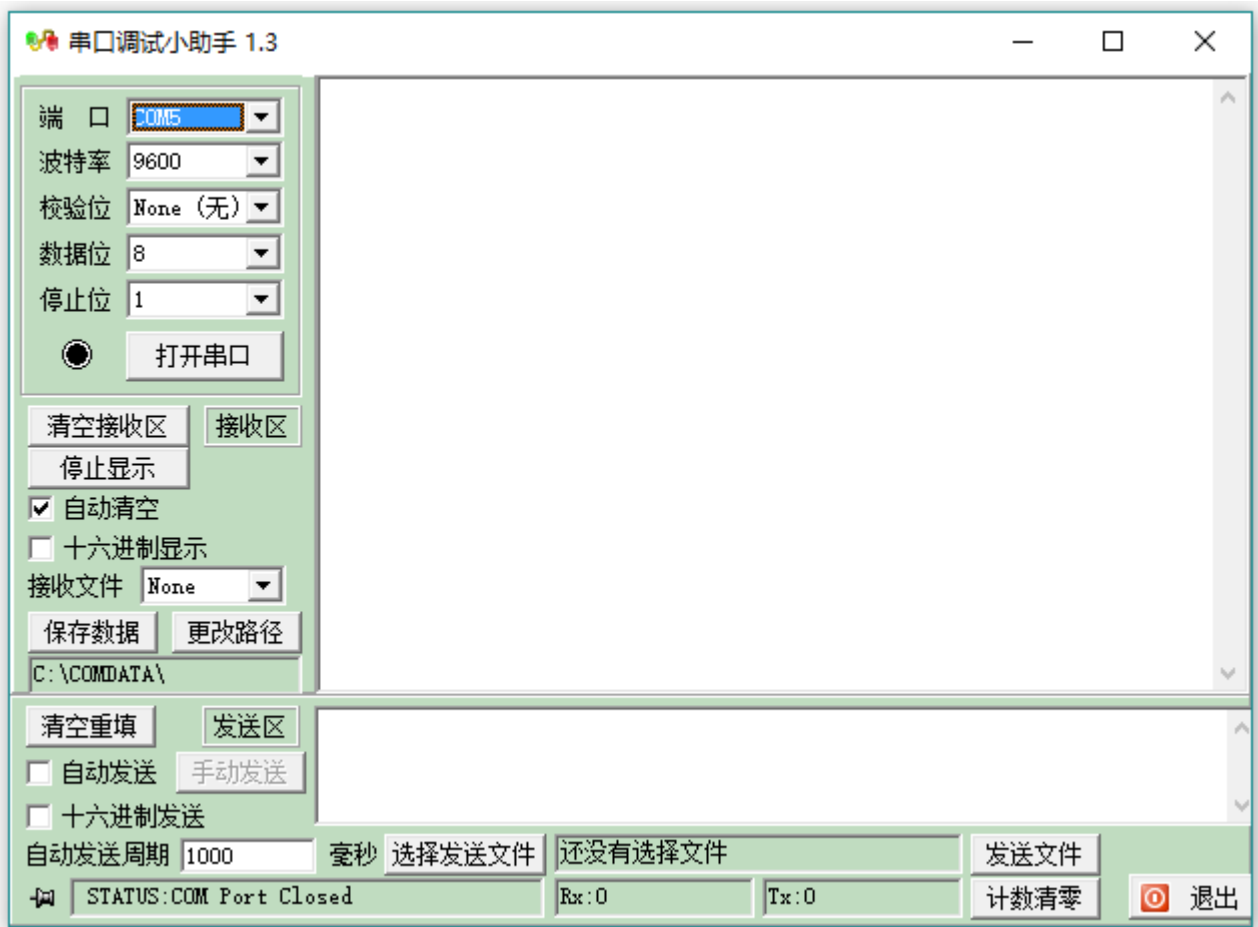 串口调试小助手 1.3
端 口 COM5
波特率 9600
校验位 None (无)
数据位 8
停止位 1
打开串口
清空接收区 接收区
停止显示
自动清空
十六进制显示
接收文件 None
保存数据 更改路径
C:\COMDATA\
清空重填 发送区
自动发送 手动发送
十六进制发送
自动发送周期 1000 毫秒 选择发送文件 还没有选择文件 发送文件
STATUS:COM Port Closed Rx:0 Tx:0 计数清零 退出